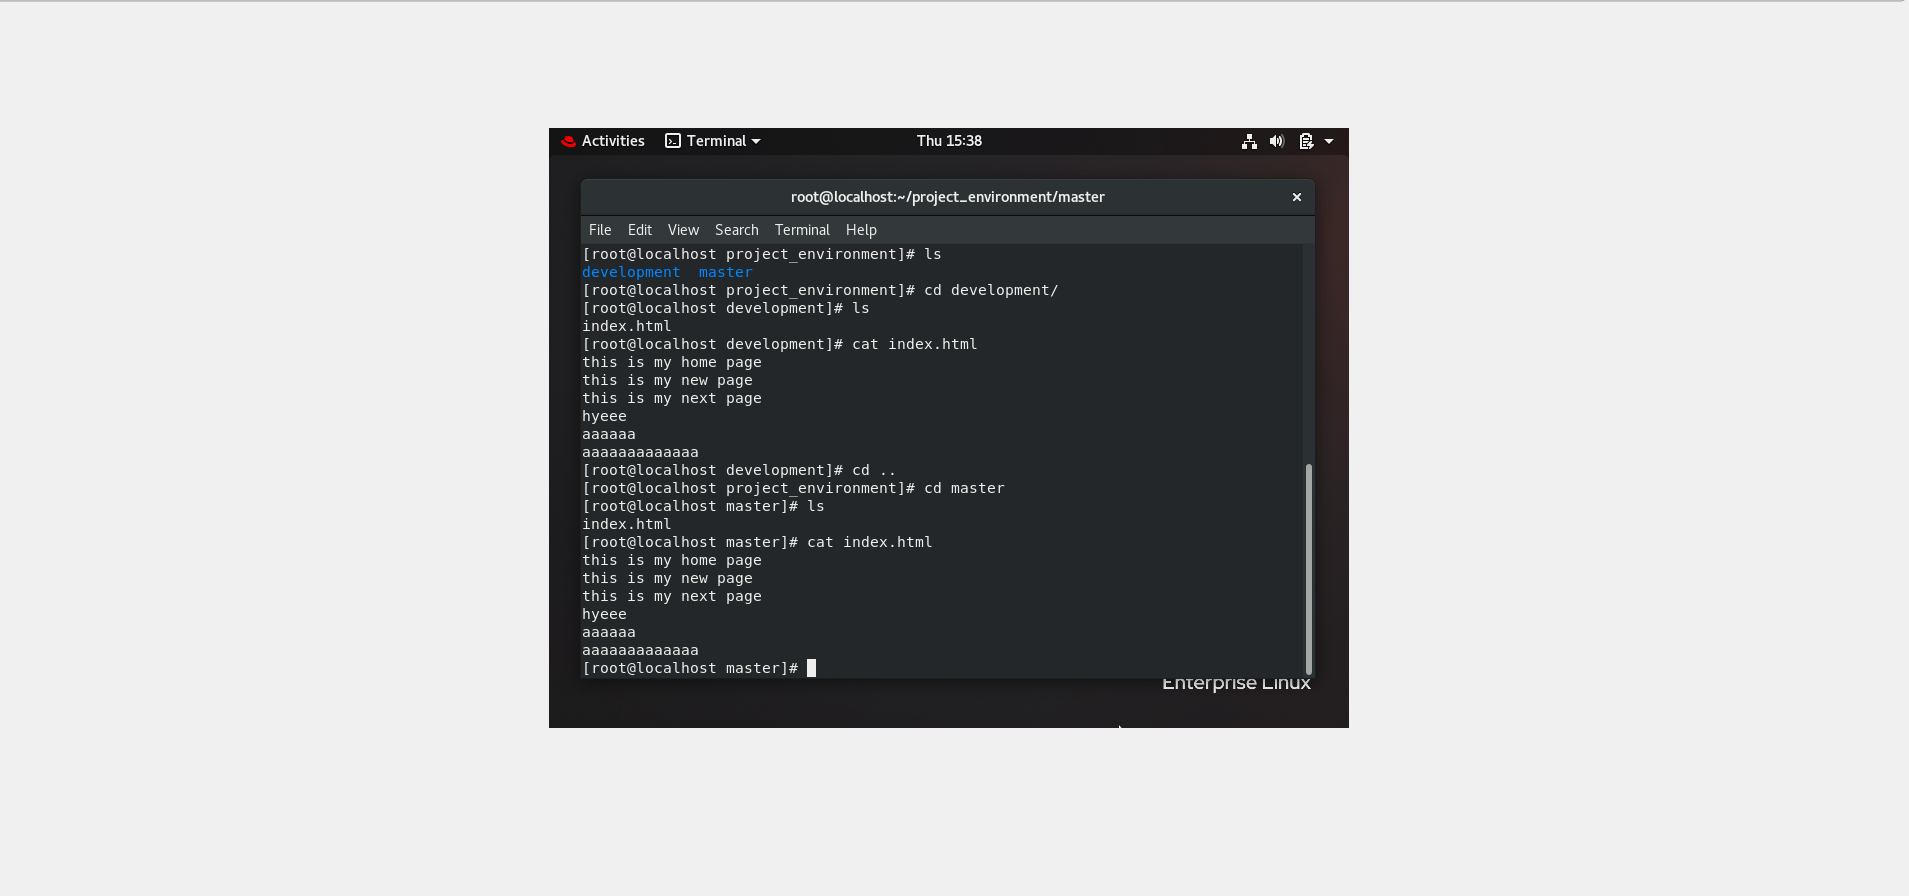 Activities Terminal Thu 15:38
root@localhost:~/project_environment/master ×
File Edit View Search Terminal Help
[root@localhost project_environment]# ls
development  master
[root@localhost project_environment]# cd development/
[root@localhost development]# ls
index.html
[root@localhost development]# cat index.html
this is my home page
this is my new page
this is my next page
hyeee
aaaaaa
aaaaaaaaaaaaa
[root@localhost development]# cd ..
[root@localhost project_environment]# cd master
[root@localhost master]# ls
index.html
[root@localhost master]# cat index.html
this is my home page
this is my new page
this is my next page
hyeee
aaaaaa
aaaaaaaaaaaaa
[root@localhost master]#
Enterprise Linux